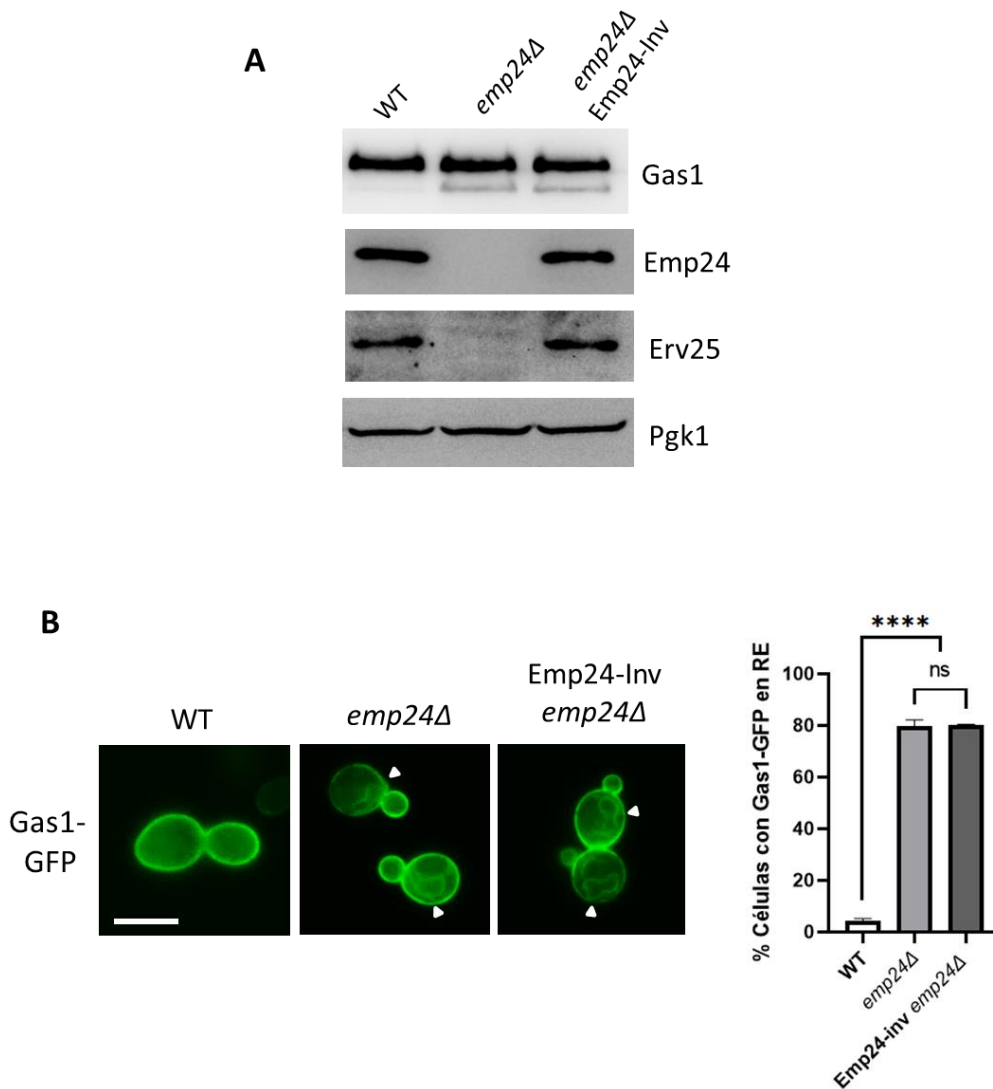 A
WT
emp24Δ
emp24Δ
Emp24-Inv
Gas1
Emp24
Erv25
Pgk1
B
WT
emp24Δ
Emp24-Inv
emp24Δ
Gas1-
GFP
% Células con Gas1-GFP en RE
100
80
60
40
20
0
****
ns
WT
emp24Δ
Emp24-inv emp24Δ